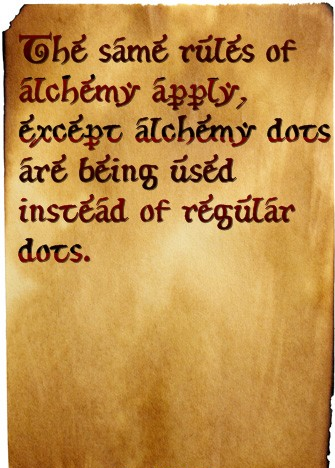 The same rules of
alchemy apply,
except alchemy dots
are being used
instead of regular
dots.